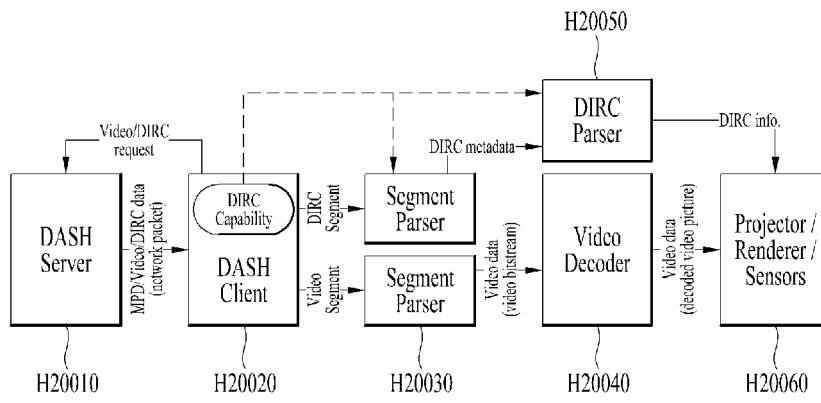 H20050
DIRC
Parser
Video/DIRC
request
DIRC metadata
DIRC info.
DASH
Server
MPD/Video/DIRC data
(network packet)
DIRC
Capability
DASH
Client
DIRC
Segment
Segment
Parser
Video
Segment
Segment
Parser
Video data
(video bistream)
Video
Decoder
Video data
(decoded video picture)
Projector /
Renderer /
Sensors
H20010
H20020
H20030
H20040
H20060